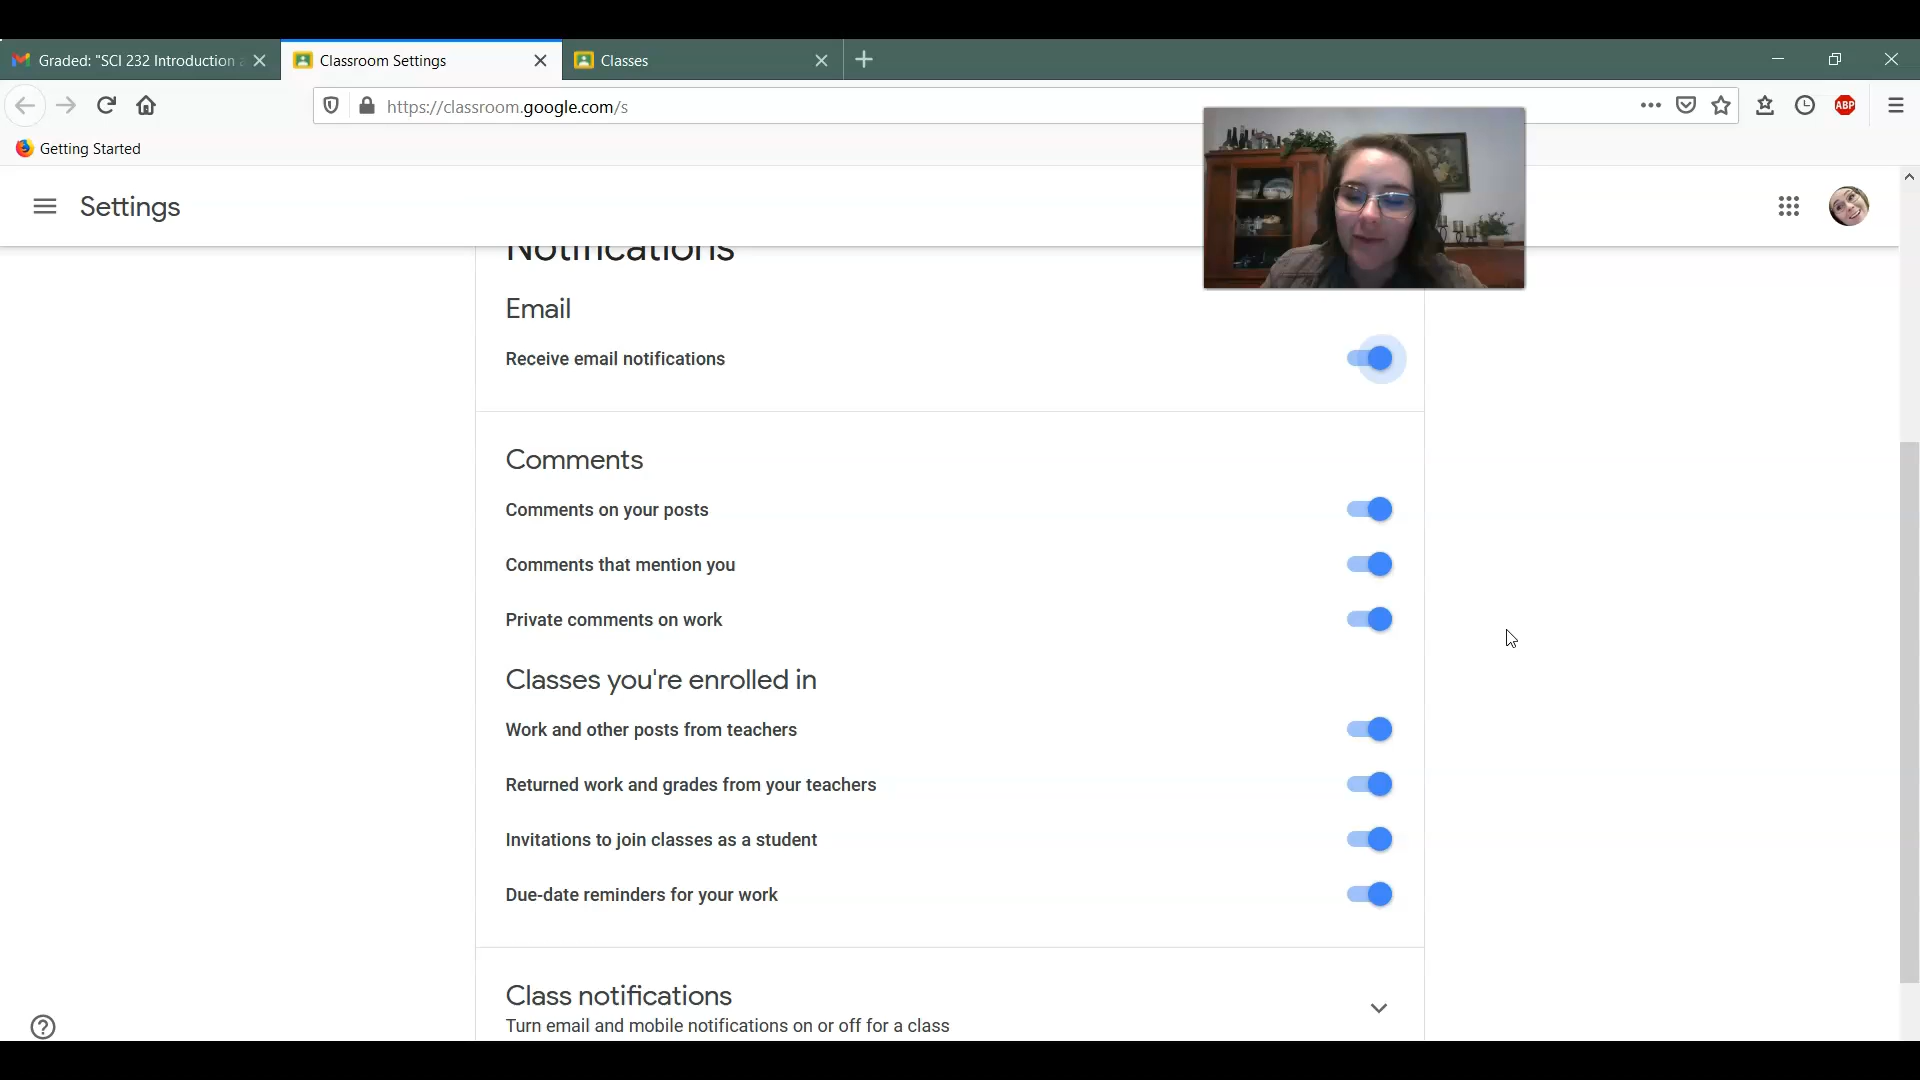 Graded: "SCI 232 Introduction
Classroom Settings
Classes
https://classroom.google.com/s
ABP
Getting Started
Settings
Notifications
Email
Receive email notifications
Comments
Comments on your posts
Comments that mention you
Private comments on work
Classes you're enrolled in
Work and other posts from teachers
Returned work and grades from your teachers
Invitations to join classes as a student
Due-date reminders for your work
Class notifications
Turn email and mobile notifications on or off for a class